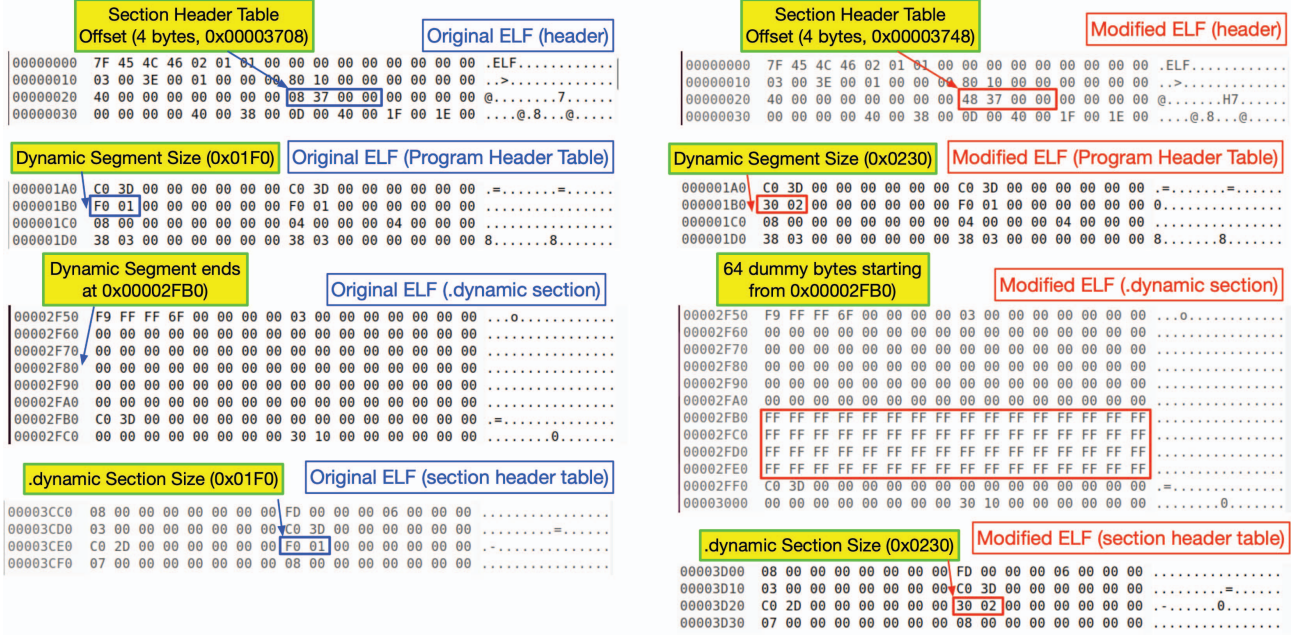 Section Header Table
Offset (4 bytes, 0x00003708)
Original ELF (header)
00000000 7F 45 4C 46 02 01 01 00 00 00 00 00 00 00 00 00 .ELF............
00000010 03 00 3E 00 01 00 00 00 80 10 00 00 00 00 00 00 ..>.............
00000020 40 00 00 00 00 00 00 00 08 37 00 00 00 00 00 00 @........7......
00000030 00 00 00 00 40 00 38 00 0D 00 40 00 1F 00 1E 00 ....@.8...@.....
Dynamic Segment Size (0x01F0)
Original ELF (Program Header Table)
000001A0 C0 3D 00 00 00 00 00 00 C0 3D 00 00 00 00 00 00 .=.......=......
000001B0 F0 01 00 00 00 00 00 00 F0 01 00 00 00 00 00 00 ................
000001C0 08 00 00 00 00 00 00 00 04 00 00 00 04 00 00 00 ................
000001D0 38 03 00 00 00 00 00 00 38 03 00 00 00 00 00 00 8.......8.......
Dynamic Segment ends
at 0x00002FB0)
Original ELF (.dynamic section)
00002F50 F9 FF FF 6F 00 00 00 00 03 00 00 00 00 00 00 00 ...o............
00002F60 00 00 00 00 00 00 00 00 00 00 00 00 00 00 00 00 ................
00002F70 00 00 00 00 00 00 00 00 00 00 00 00 00 00 00 00 ................
00002F80 00 00 00 00 00 00 00 00 00 00 00 00 00 00 00 00 ................
00002F90 00 00 00 00 00 00 00 00 00 00 00 00 00 00 00 00 ................
00002FA0 00 00 00 00 00 00 00 00 00 00 00 00 00 00 00 00 ................
00002FB0 C0 3D 00 00 00 00 00 00 00 00 00 00 00 00 00 00 .=..............
00002FC0 00 00 00 00 00 00 00 00 30 10 00 00 00 00 00 00 ........0.......
.dynamic Section Size (0x01F0)
Original ELF (section header table)
00003CC0 08 00 00 00 00 00 00 00 FD 00 00 00 06 00 00 00 ................
00003CD0 03 00 00 00 00 00 00 00 C0 3D 00 00 00 00 00 00 .........=......
00003CE0 C0 2D 00 00 00 00 00 00 F0 01 00 00 00 00 00 00 .-..............
00003CF0 07 00 00 00 00 00 00 00 08 00 00 00 00 00 00 00 ................
Section Header Table
Offset (4 bytes, 0x00003748)
Modified ELF (header)
00000000 7F 45 4C 46 02 01 01 00 00 00 00 00 00 00 00 00 .ELF............
00000010 03 00 3E 00 01 00 00 00 80 10 00 00 00 00 00 00 ..>.............
00000020 40 00 00 00 00 00 00 00 48 37 00 00 00 00 00 00 @.......H7......
00000030 00 00 00 00 40 00 38 00 0D 00 40 00 1F 00 1E 00 ....@.8...@.....
Dynamic Segment Size (0x0230)
Modified ELF (Program Header Table)
000001A0 C0 3D 00 00 00 00 00 00 C0 3D 00 00 00 00 00 00 .=.......=......
000001B0 30 02 00 00 00 00 00 00 F0 01 00 00 00 00 00 00 0...............
000001C0 08 00 00 00 00 00 00 00 04 00 00 00 04 00 00 00 ................
000001D0 38 03 00 00 00 00 00 00 38 03 00 00 00 00 00 00 8.......8.......
64 dummy bytes starting
from 0x00002FB0)
Modified ELF (.dynamic section)
00002F50 F9 FF FF 6F 00 00 00 00 03 00 00 00 00 00 00 00 ...o............
00002F60 00 00 00 00 00 00 00 00 00 00 00 00 00 00 00 00 ................
00002F70 00 00 00 00 00 00 00 00 00 00 00 00 00 00 00 00 ................
00002F80 00 00 00 00 00 00 00 00 00 00 00 00 00 00 00 00 ................
00002F90 00 00 00 00 00 00 00 00 00 00 00 00 00 00 00 00 ................
00002FA0 00 00 00 00 00 00 00 00 00 00 00 00 00 00 00 00 ................
00002FB0 FF FF FF FF FF FF FF FF FF FF FF FF FF FF FF FF ................
00002FC0 FF FF FF FF FF FF FF FF FF FF FF FF FF FF FF FF ................
00002FD0 FF FF FF FF FF FF FF FF FF FF FF FF FF FF FF FF ................
00002FE0 FF FF FF FF FF FF FF FF FF FF FF FF FF FF FF FF ................
00002FF0 C0 3D 00 00 00 00 00 00 00 00 00 00 00 00 00 00 .=..............
00003000 00 00 00 00 00 00 00 00 30 10 00 00 00 00 00 00 ........0.......
.dynamic Section Size (0x0230)
Modified ELF (section header table)
00003D00 08 00 00 00 00 00 00 00 FD 00 00 00 06 00 00 00 ................
00003D10 03 00 00 00 00 00 00 00 C0 3D 00 00 00 00 00 00 .........=......
00003D20 C0 2D 00 00 00 00 00 00 30 02 00 00 00 00 00 00 .-......0.......
00003D30 07 00 00 00 00 00 00 00 08 00 00 00 00 00 00 00 ................